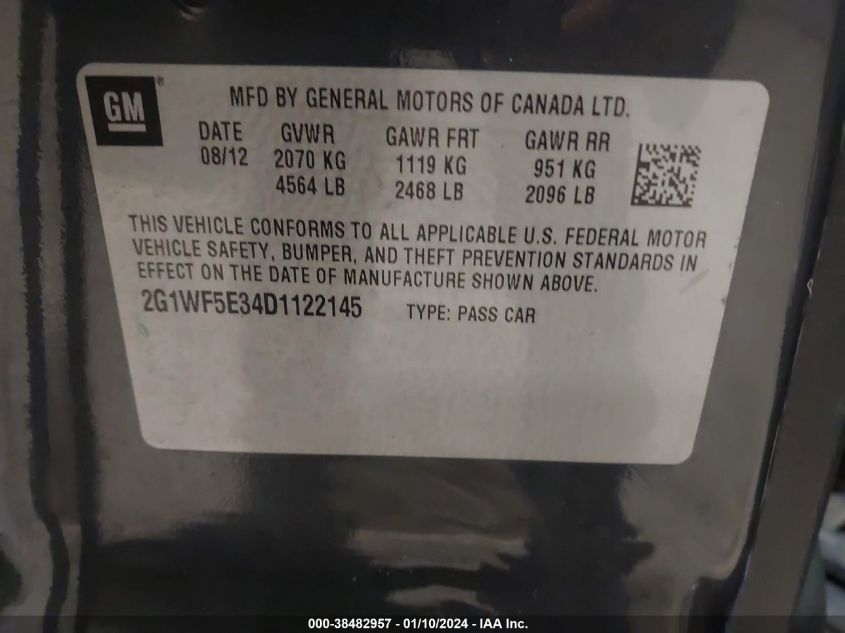 GM ®
MFD BY GENERAL MOTORS OF CANADA LTD.
DATE GVWR GAWR FRT GAWR RR
08/12 2070 KG 1119 KG 951 KG
4564 LB 2468 LB 2096 LB
THIS VEHICLE CONFORMS TO ALL APPLICABLE U.S. FEDERAL MOTOR
VEHICLE SAFETY, BUMPER, AND THEFT PREVENTION STANDARDS IN
EFFECT ON THE DATE OF MANUFACTURE SHOWN ABOVE.
2G1WF5E34D1122145 TYPE: PASS CAR
000-38482957 - 01/10/2024 - IAA Inc.